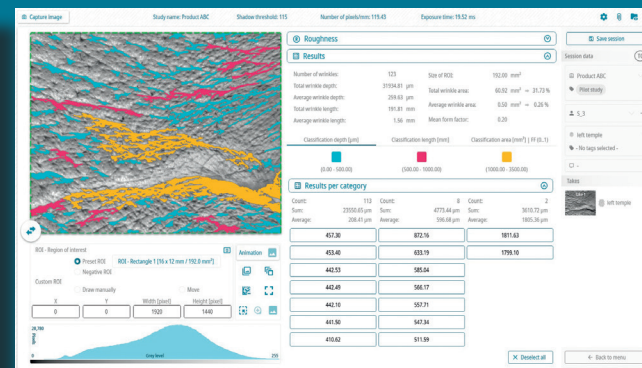 Capture image Study name: Product ABC Shadow threshold: 115 Number of pixels/mm: 119.43 Exposure time: 19.52 ms
Roughness
Results
Number of wrinkles: 123 Size of ROI: 192.00 mm²
Total wrinkle depth: 31934.81 µm Total wrinkle area: 60.92 mm² = 31.73 %
Average wrinkle depth: 259.63 µm Average wrinkle area: 0.50 mm² = 0.26 %
Total wrinkle length: 191.81 mm Mean form factor: 0.20
Average wrinkle length: 1.56 mm
Classification depth [µm] Classification length [mm] Classification area [mm²] | FF (0..1)
(0.00 - 500.00) (500.00 - 1000.00) (1000.00 - 3500.00)
Results per category
Count: 113 Count: 8 Count: 2
Sum: 23550.65 µm Sum: 4773.44 µm Sum: 3610.72 µm
Average: 208.41 µm Average: 596.68 µm Average: 1805.36 µm
457.30 872.16 1811.63
453.40 633.19 1799.10
442.53 585.04
442.49 566.17
442.10 557.71
441.50 547.34
410.62 511.59
Deselect all
ROI - Region of interest
Preset ROI ROI - Rectangle 1 (16 x 12 mm / 192.0 mm²)
Negative ROI
Custom ROI
Draw manually Move
X Y Width [pixel] Height [pixel]
0 0 1920 1440
Animation
28,780
Pixels
0 Gray level 255
Save session
Session data
Product ABC
Pilot study
S_3
left temple
- No tags selected -
-
Takes
left temple
Back to menu